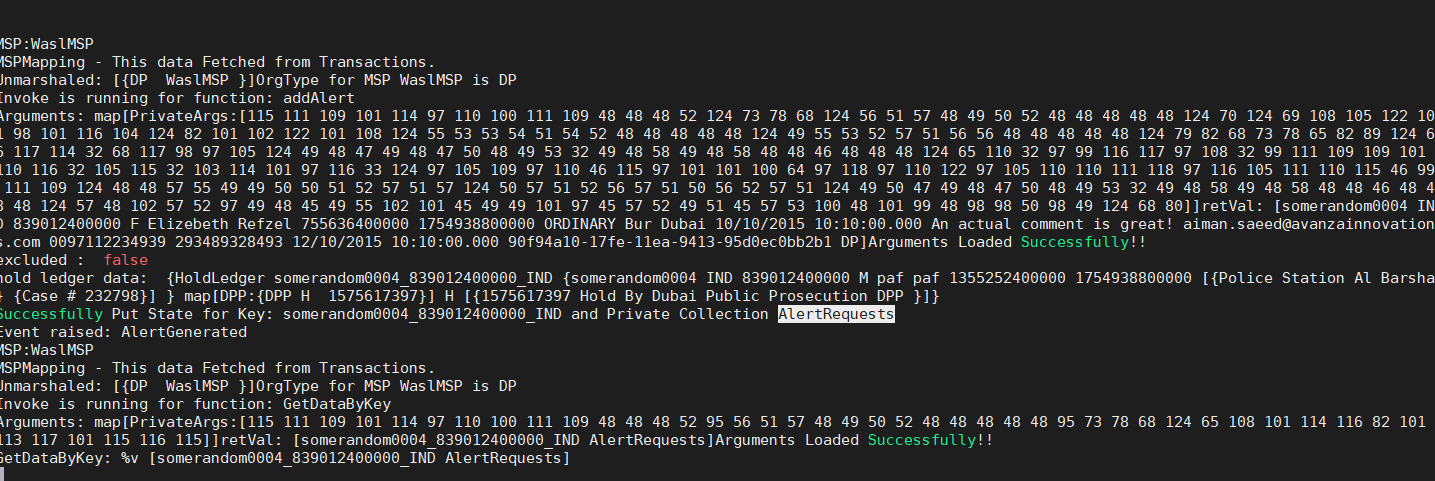 MSP:WaslMSP
MSPMapping - This data Fetched from Transactions.
Unmarshaled: [{DP  WaslMSP }]OrgType for MSP WaslMSP is DP
Invoke is running for function: addAlert
Arguments: map[PrivateArgs:[115 111 109 101 114 97 110 100 111 109 48 48 48 52 124 73 78 68 124 56 51 57 48 49 50 52 48 48 48 48 48 124 70 124 69 108 105 122 10
1 98 101 116 104 124 82 101 102 122 101 108 124 55 53 53 54 51 54 52 48 48 48 48 48 124 49 55 53 52 57 51 56 56 48 48 48 48 48 124 79 82 68 73 78 65 82 89 124 6
6 117 114 32 68 117 98 97 105 124 49 48 47 49 48 47 50 48 49 53 32 49 48 58 49 48 58 48 48 46 48 48 48 124 65 110 32 97 99 116 117 97 108 32 99 111 109 109 101
110 116 32 105 115 32 103 114 101 97 116 33 124 97 105 109 97 110 46 115 97 101 101 100 64 97 118 97 110 122 97 105 110 110 111 118 97 116 105 111 110 115 46 99
111 109 124 48 48 57 55 49 49 50 50 51 52 57 51 57 124 50 57 51 52 56 57 51 50 56 52 57 51 124 49 50 47 49 48 47 50 48 49 53 32 49 48 58 49 48 58 48 48 46 48 4
8 48 124 57 48 102 57 52 97 49 48 45 49 55 102 101 45 49 49 101 97 45 57 52 49 51 45 57 53 100 48 101 99 48 98 98 50 98 49 124 68 80]]retVal: [somerandom0004 IN
D 839012400000 F Elizebeth Refzel 755636400000 1754938800000 ORDINARY Bur Dubai 10/10/2015 10:10:00.000 An actual comment is great! aiman.saeed@avanzainnovation
s.com 0097112234939 293489328493 12/10/2015 10:10:00.000 90f94a10-17fe-11ea-9413-95d0ec0bb2b1 DP]Arguments Loaded Successfully!!
excluded :  false
hold ledger data:  {HoldLedger somerandom0004_839012400000_IND {somerandom0004 IND 839012400000 M paf paf 1355252400000 1754938800000 [{Police Station Al Barsha
} {Case # 232798}] } map[DPP:{DPP H  1575617397}] H [{1575617397 Hold By Dubai Public Prosecution DPP }]}
Successfully Put State for Key: somerandom0004_839012400000_IND and Private Collection AlertRequests
Event raised: AlertGenerated
MSP:WaslMSP
MSPMapping - This data Fetched from Transactions.
Unmarshaled: [{DP  WaslMSP }]OrgType for MSP WaslMSP is DP
Invoke is running for function: GetDataByKey
Arguments: map[PrivateArgs:[115 111 109 101 114 97 110 100 111 109 48 48 48 52 95 56 51 57 48 49 50 52 48 48 48 48 48 95 73 78 68 124 65 108 101 114 116 82 101
113 117 101 115 116 115]]retVal: [somerandom0004_839012400000_IND AlertRequests]Arguments Loaded Successfully!!
GetDataByKey: %v [somerandom0004_839012400000_IND AlertRequests]